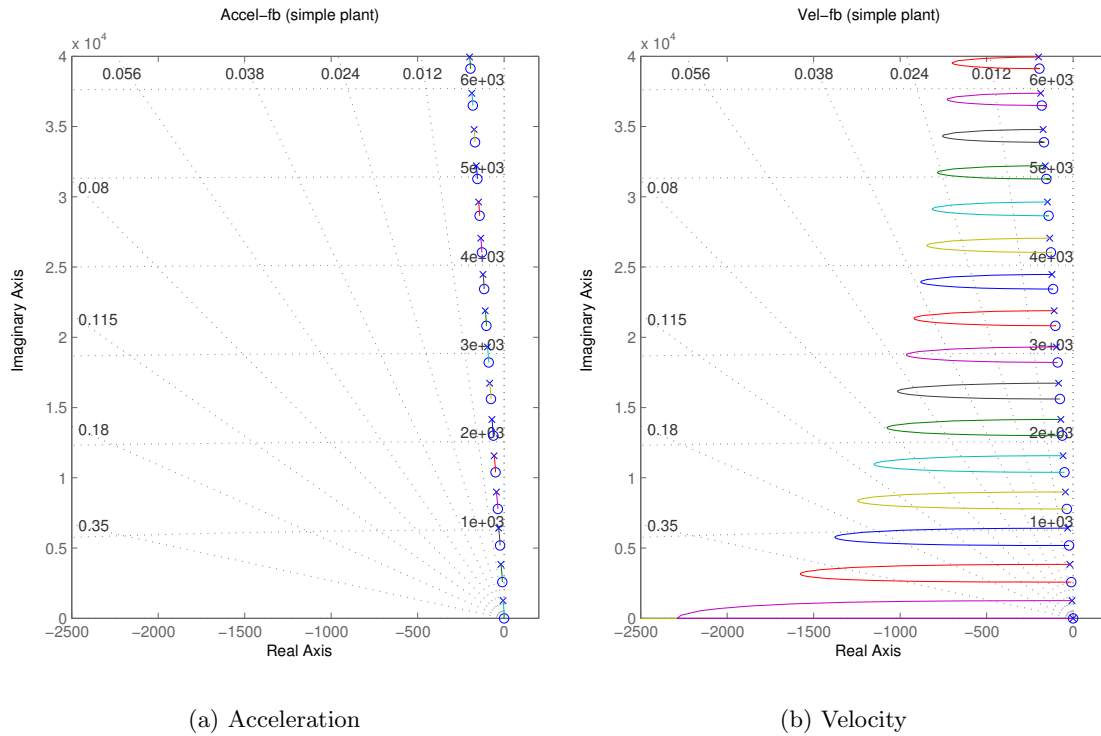 Accel−fb (simple plant)
x 10⁴
4
3.5
3
2.5
2
1.5
1
0.5
0
Imaginary Axis
0.056
0.038
0.024
0.012
0.08
0.115
0.18
0.35
6e+03
5e+03
4e+03
3e+03
2e+03
1e+03
−2500
−2000
−1500
−1000
−500
0
Real Axis
(a) Acceleration
Vel−fb (simple plant)
x 10⁴
4
3.5
3
2.5
2
1.5
1
0.5
0
Imaginary Axis
0.056
0.038
0.024
0.012
0.08
0.115
0.18
0.35
6e+03
5e+03
4e+03
3e+03
2e+03
1e+03
−2500
−2000
−1500
−1000
−500
0
Real Axis
(b) Velocity